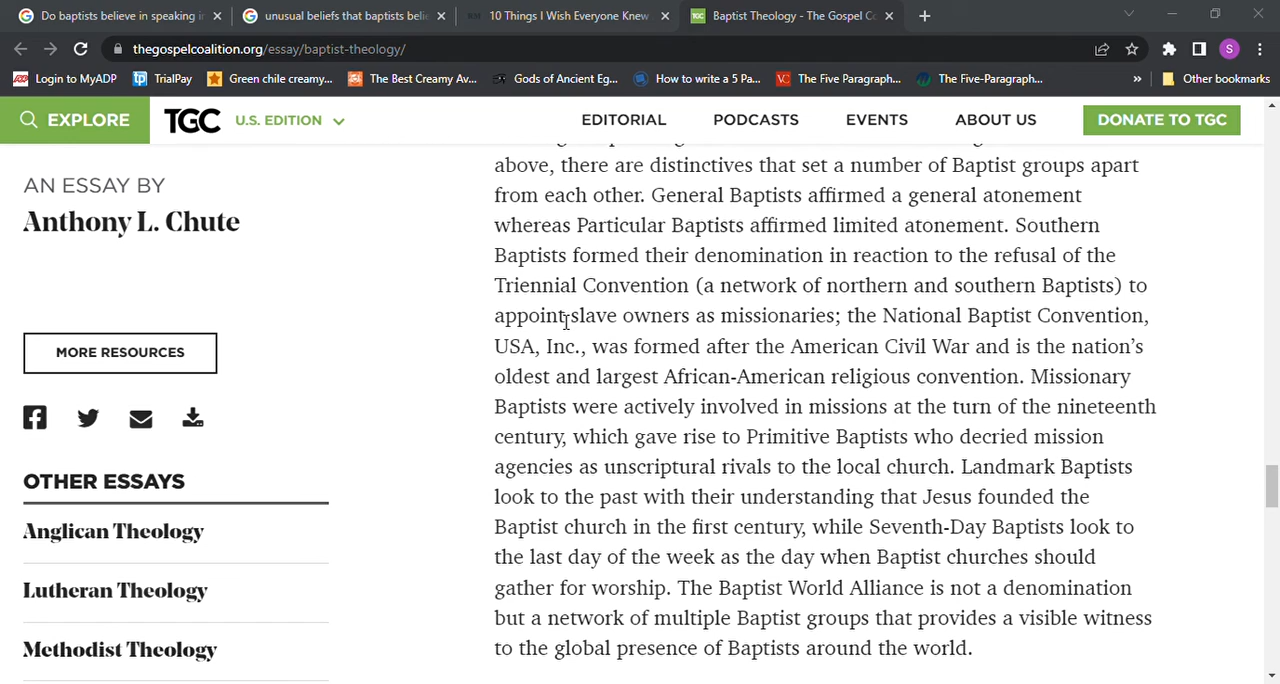 Do baptists believe in speaking i
unusual beliefs that baptists beli
10 Things I Wish Everyone Knew
TGC Baptist Theology - The Gospel C
thegospelcoalition.org/essay/baptist-theology/
S
Login to MyADP
tp TrialPay
Green chile creamy...
The Best Creamy Av...
Gods of Ancient Eg...
How to write a 5 Pa...
VC The Five Paragraph...
The Five-Paragraph...
»
Other bookmarks
EXPLORE
TGC
U.S. EDITION
EDITORIAL
PODCASTS
EVENTS
ABOUT US
DONATE TO TGC
AN ESSAY BY
Anthony L. Chute
MORE RESOURCES
OTHER ESSAYS
Anglican Theology
Lutheran Theology
Methodist Theology
above, there are distinctives that set a number of Baptist groups apart
from each other. General Baptists affirmed a general atonement
whereas Particular Baptists affirmed limited atonement. Southern
Baptists formed their denomination in reaction to the refusal of the
Triennial Convention (a network of northern and southern Baptists) to
appoint slave owners as missionaries; the National Baptist Convention,
USA, Inc., was formed after the American Civil War and is the nation’s
oldest and largest African-American religious convention. Missionary
Baptists were actively involved in missions at the turn of the nineteenth
century, which gave rise to Primitive Baptists who decried mission
agencies as unscriptural rivals to the local church. Landmark Baptists
look to the past with their understanding that Jesus founded the
Baptist church in the first century, while Seventh-Day Baptists look to
the last day of the week as the day when Baptist churches should
gather for worship. The Baptist World Alliance is not a denomination
but a network of multiple Baptist groups that provides a visible witness
to the global presence of Baptists around the world.